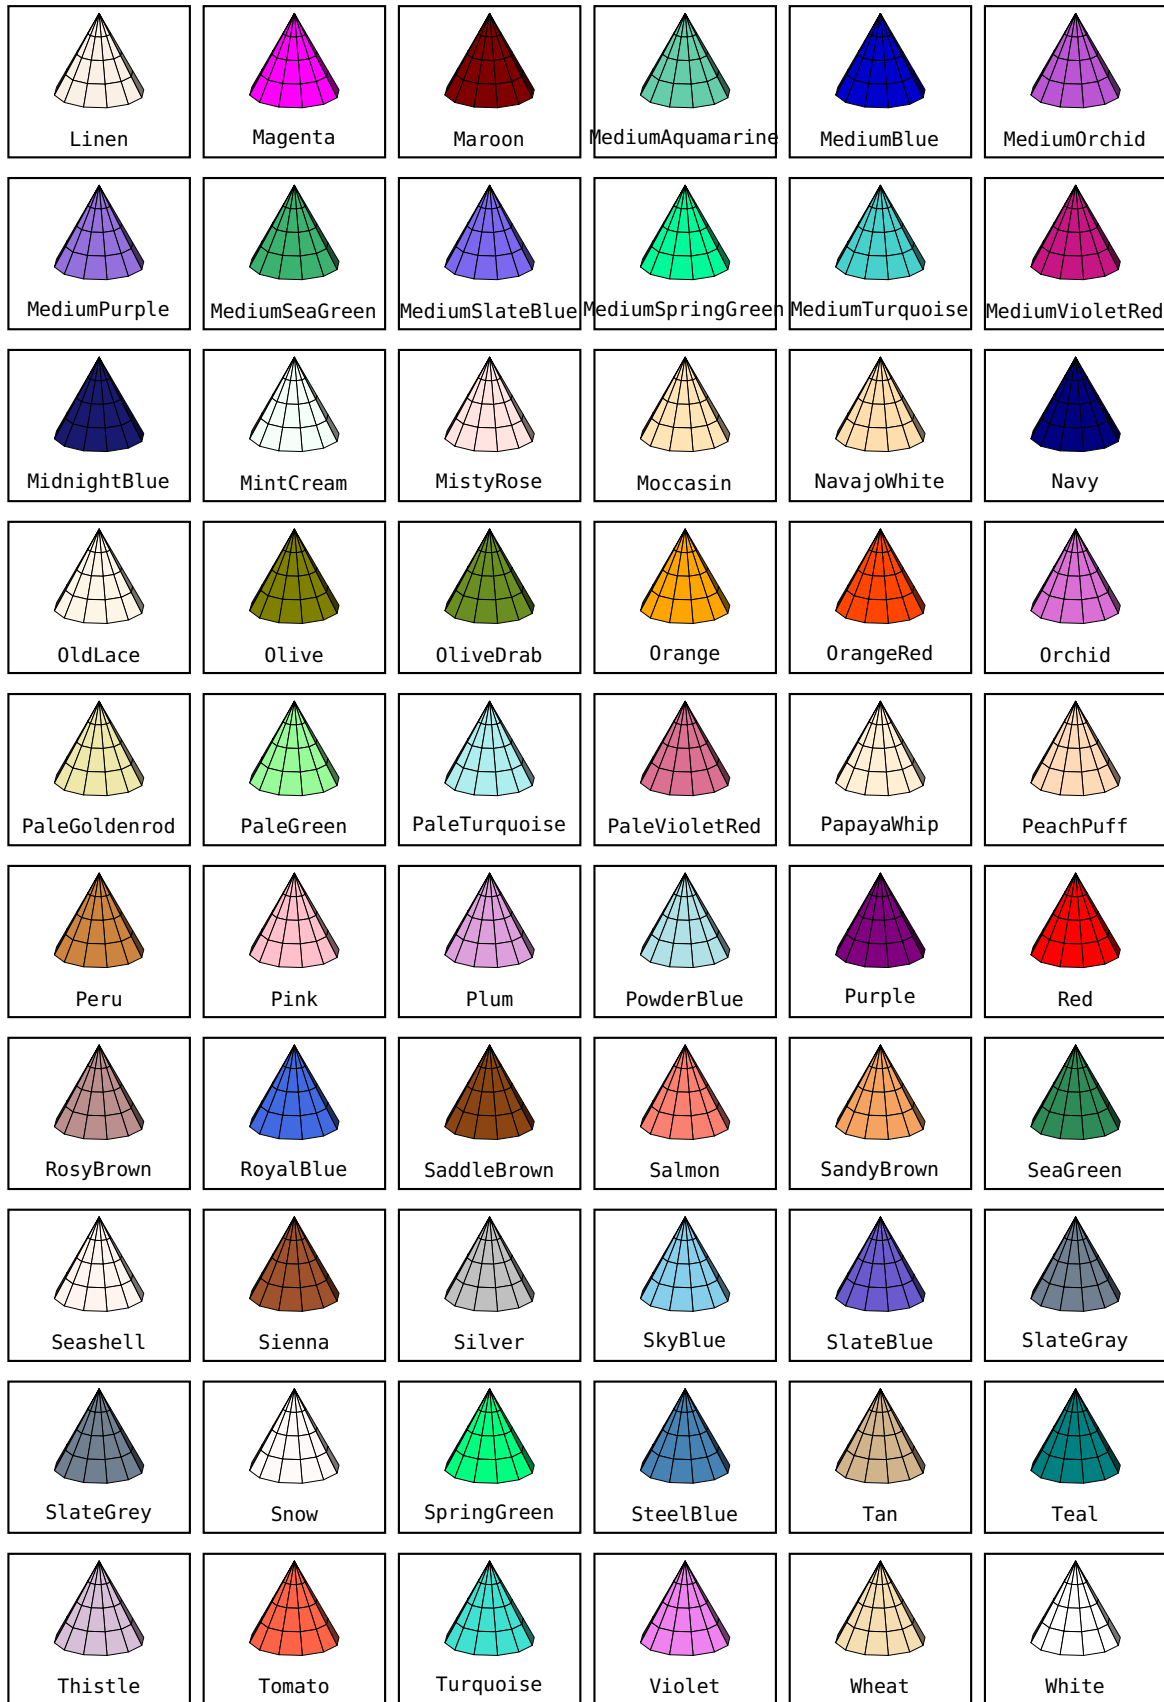 Linen Magenta Maroon MediumAquamarine MediumBlue MediumOrchid
MediumPurple MediumSeaGreen MediumSlateBlue MediumSpringGreen MediumTurquoise MediumVioletRed
MidnightBlue MintCream MistyRose Moccasin NavajoWhite Navy
OldLace Olive OliveDrab Orange OrangeRed Orchid
PaleGoldenrod PaleGreen PaleTurquoise PaleVioletRed PapayaWhip PeachPuff
Peru Pink Plum PowderBlue Purple Red
RosyBrown RoyalBlue SaddleBrown Salmon SandyBrown SeaGreen
Seashell Sienna Silver SkyBlue SlateBlue SlateGray
SlateGrey Snow SpringGreen SteelBlue Tan Teal
Thistle Tomato Turquoise Violet Wheat White